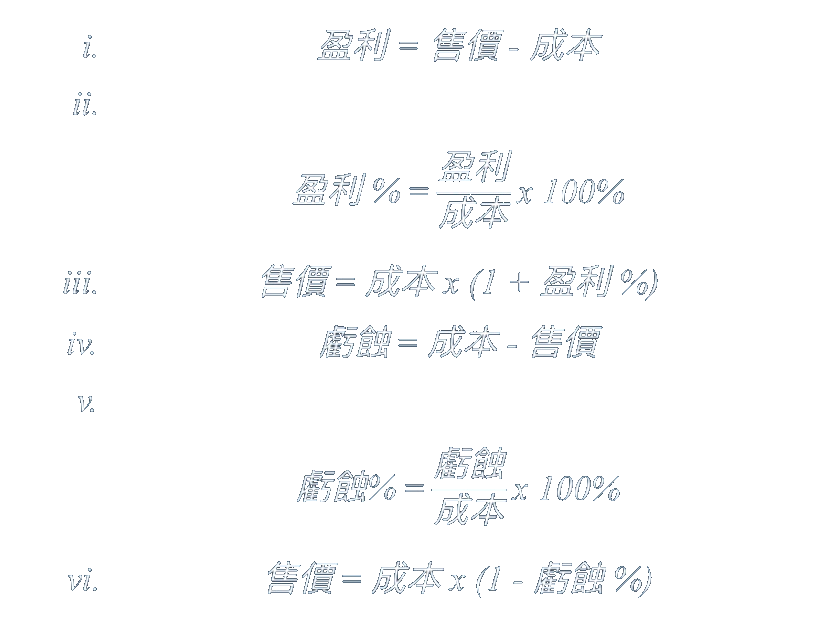 i. 盈利 = 售價 - 成本
ii.
盈利 % = 盈利/成本 x 100%
iii. 售價 = 成本 x (1 + 盈利 %)
iv. 虧蝕 = 成本 - 售價
v.
虧蝕% = 虧蝕/成本 x 100%
vi. 售價 = 成本 x (1 - 虧蝕 %)